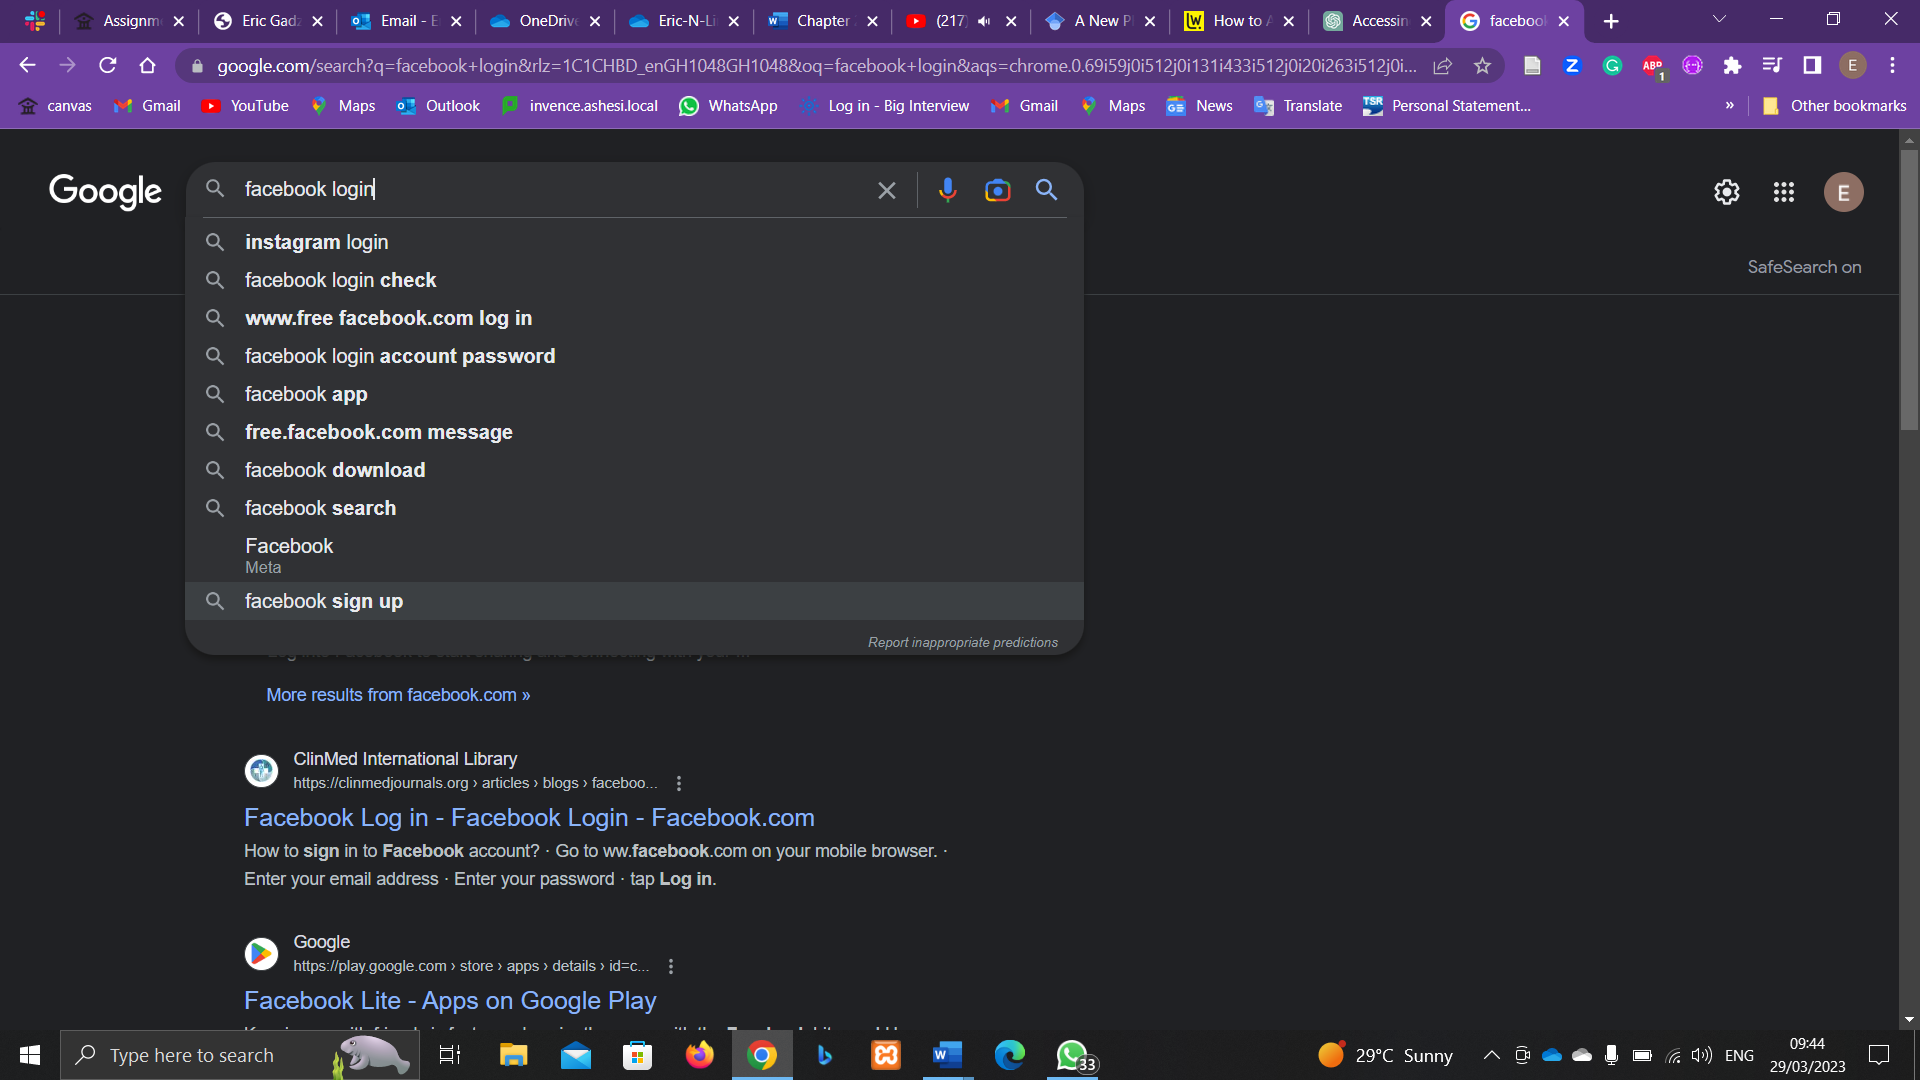 Assignm
Eric Gadz
Email - E
OneDrive
Eric-N-Li
Chapter
(217)
A New P
How to A
Accessin
facebook
google.com/search?q=facebook+login&rlz=1C1CHBD_enGH1048GH1048&oq=facebook+login&aqs=chrome.0.69i59j0i512j0i131i433i512j0i20i263i512j0i...
ABP
1
E
canvas
Gmail
YouTube
Maps
Outlook
invence.ashesi.local
WhatsApp
Log in - Big Interview
Gmail
Maps
News
Translate
TSR
Personal Statement...
»
Other bookmarks
Google
facebook login
E
SafeSearch on
instagram login
facebook login check
www.free facebook.com log in
facebook login account password
facebook app
free.facebook.com message
facebook download
facebook search
Facebook
Meta
facebook sign up
Report inappropriate predictions
More results from facebook.com »
ClinMed International Library
https://clinmedjournals.org › articles › blogs › faceboo...
Facebook Log in - Facebook Login - Facebook.com
How to sign in to Facebook account? · Go to ww.facebook.com on your mobile browser. ·
Enter your email address · Enter your password · tap Log in.
Google
https://play.google.com › store › apps › details › id=c...
Facebook Lite - Apps on Google Play
Type here to search
33
29°C Sunny
ENG
09:44
29/03/2023